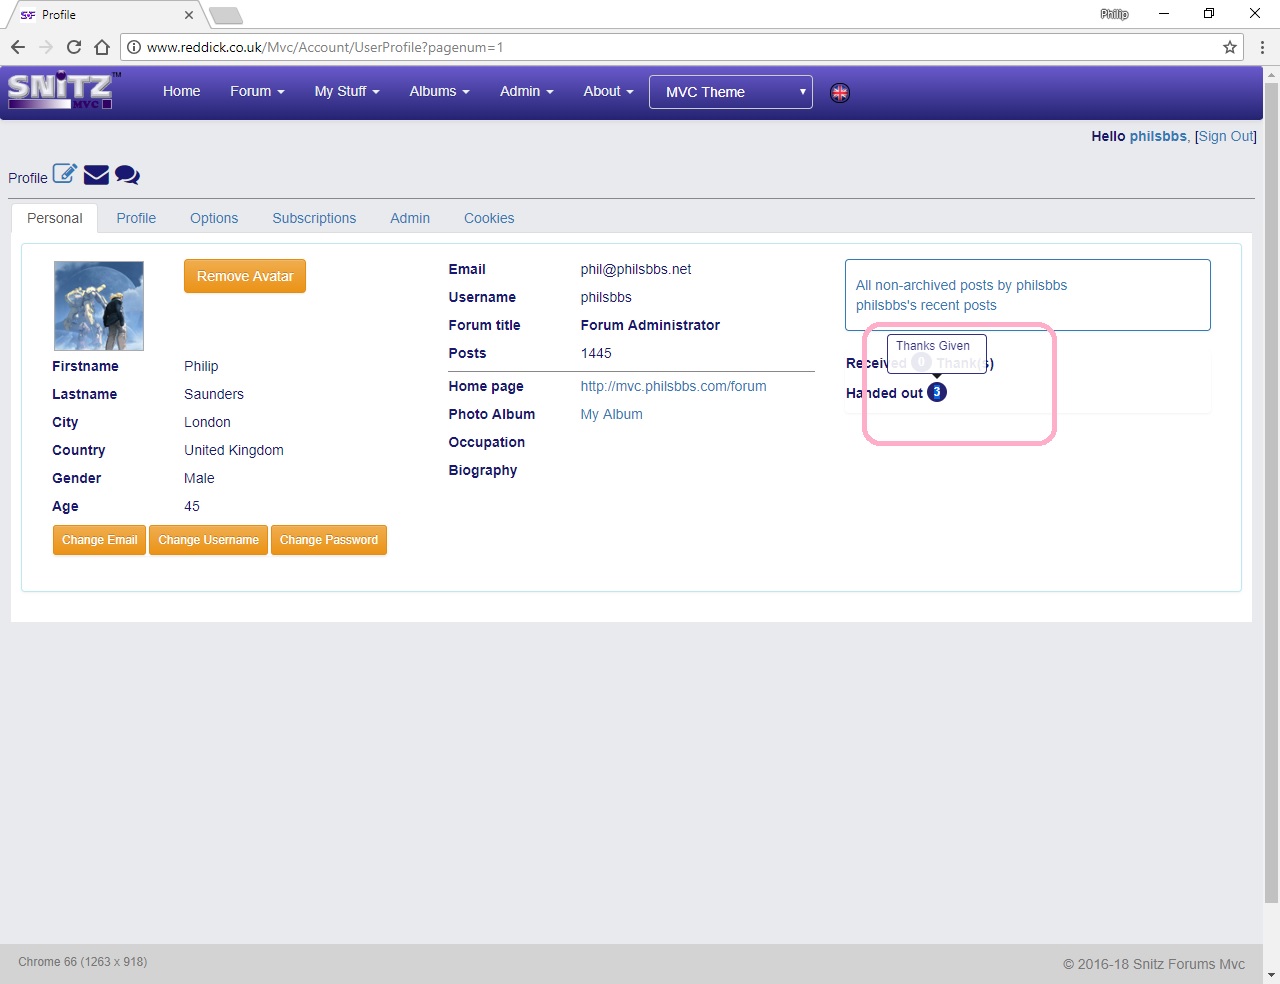 Profile
Philip
www.reddick.co.uk/Mvc/Account/UserProfile?pagenum=1
SNiTZ™ MVC
Home Forum My Stuff Albums Admin About MVC Theme
Hello philsbbs, [Sign Out]
Profile
Personal Profile Options Subscriptions Admin Cookies
Remove Avatar
Firstname Philip
Lastname Saunders
City London
Country United Kingdom
Gender Male
Age 45
Change Email Change Username Change Password
Email phil@philsbbs.net
Username philsbbs
Forum title Forum Administrator
Posts 1445
Home page http://mvc.philsbbs.com/forum
Photo Album My Album
Occupation
Biography
All non-archived posts by philsbbs
philsbbs's recent posts
Thanks Given
Received 0 Thank(s)
Handed out 3
Chrome 66 (1263 x 918)
© 2016-18 Snitz Forums Mvc